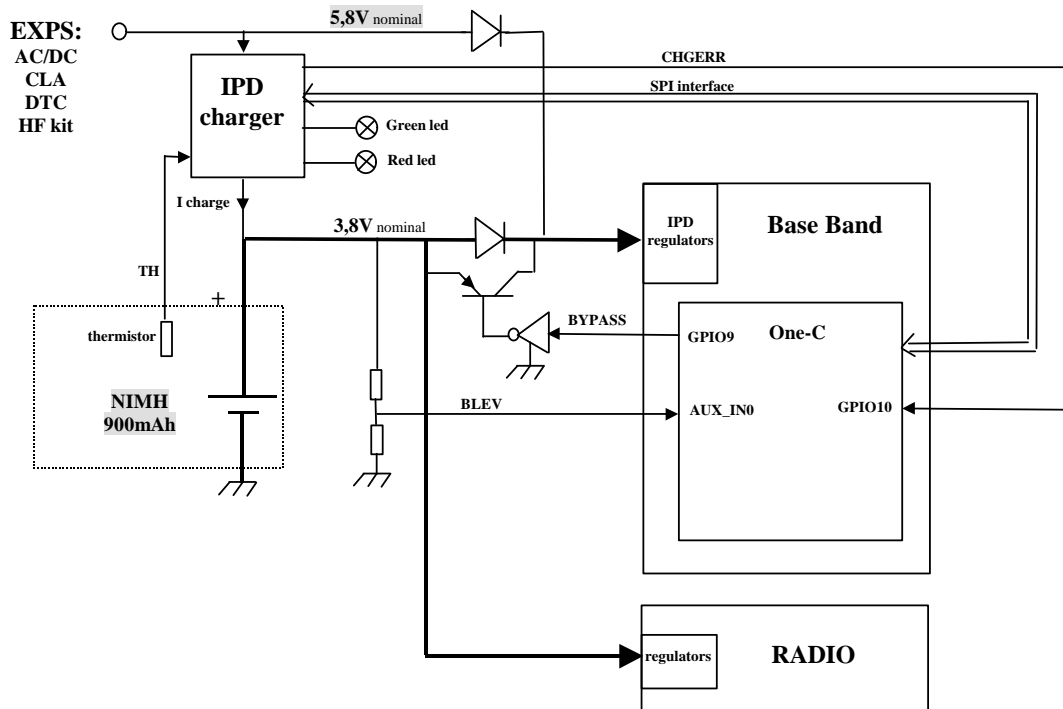 EXPS:
AC/DC
CLA
DTC
HF kit
5,8V nominal
IPD
charger
CHGERR
SPI interface
Green led
Red led
I charge
3,8V nominal
TH
+
thermistor
NIMH
900mAh
BYPASS
BLEV
IPD
regulators
Base Band
One-C
GPIO9
AUX_IN0
GPIO10
regulators
RADIO